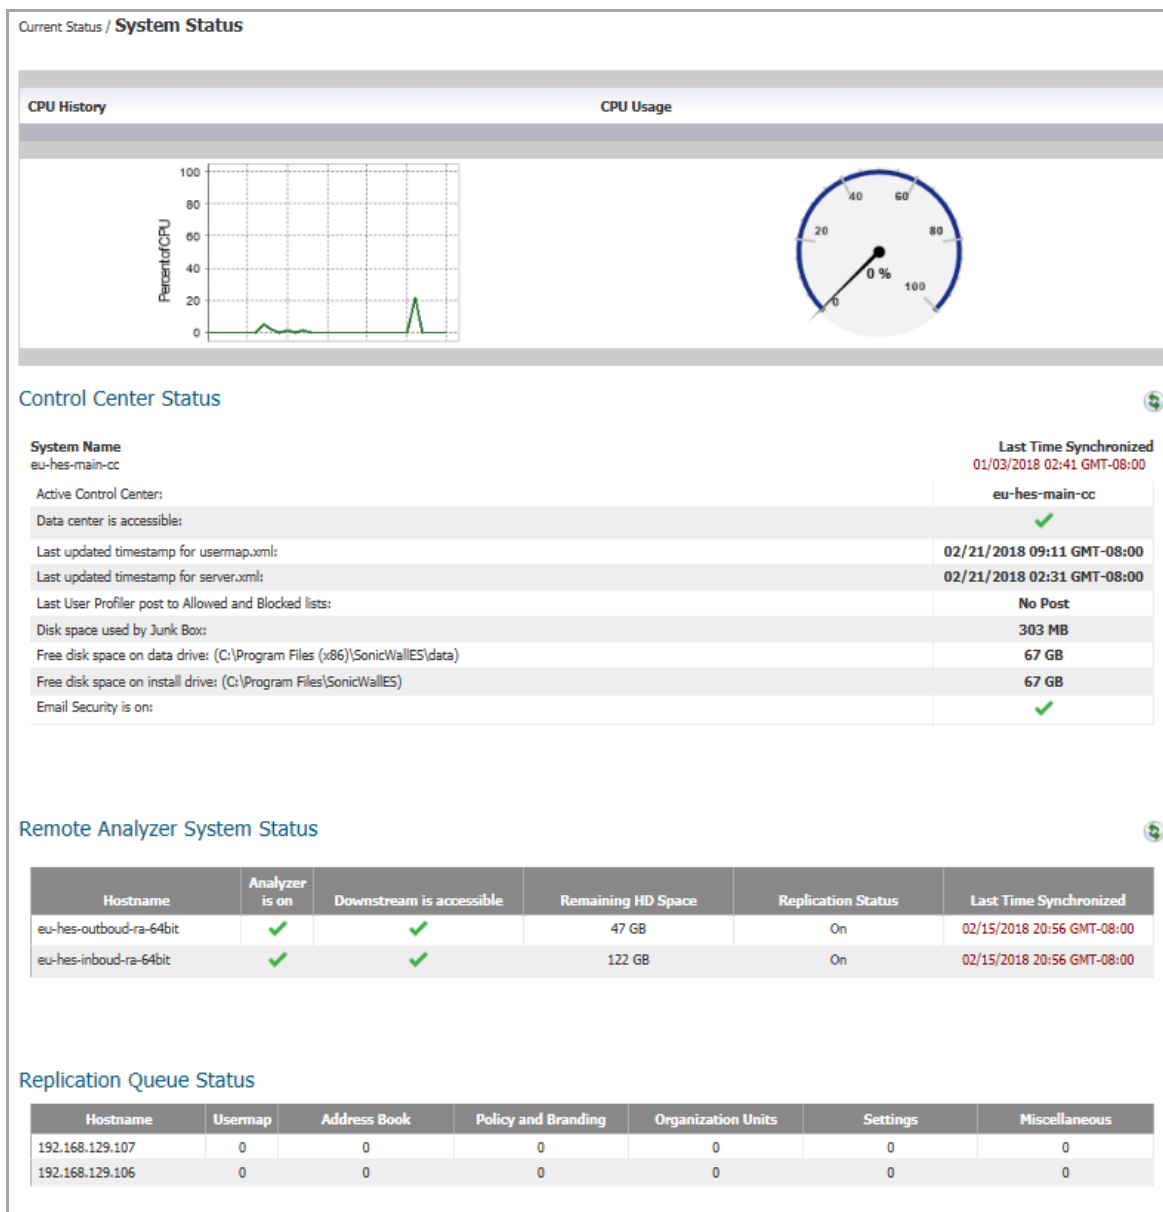 Current Status / System Status
CPU History CPU Usage
100
80
60
40
20
0
PercentofCPU
0
20
40
60
80
100
0 %
Control Center Status
System Name Last Time Synchronized
eu-hes-main-cc 01/03/2018 02:41 GMT-08:00
Active Control Center: eu-hes-main-cc
Data center is accessible:
Last updated timestamp for usermap.xml: 02/21/2018 09:11 GMT-08:00
Last updated timestamp for server.xml: 02/21/2018 02:31 GMT-08:00
Last User Profiler post to Allowed and Blocked lists: No Post
Disk space used by Junk Box: 303 MB
Free disk space on data drive: (C:\Program Files (x86)\SonicWallES\data) 67 GB
Free disk space on install drive: (C:\Program Files\SonicWallES) 67 GB
Email Security is on:
Remote Analyzer System Status
Hostname Analyzer is on Downstream is accessible Remaining HD Space Replication Status Last Time Synchronized
eu-hes-outboud-ra-64bit 47 GB On 02/15/2018 20:56 GMT-08:00
eu-hes-inboud-ra-64bit 122 GB On 02/15/2018 20:56 GMT-08:00
Replication Queue Status
Hostname Usermap Address Book Policy and Branding Organization Units Settings Miscellaneous
192.168.129.107 0 0 0 0 0 0
192.168.129.106 0 0 0 0 0 0